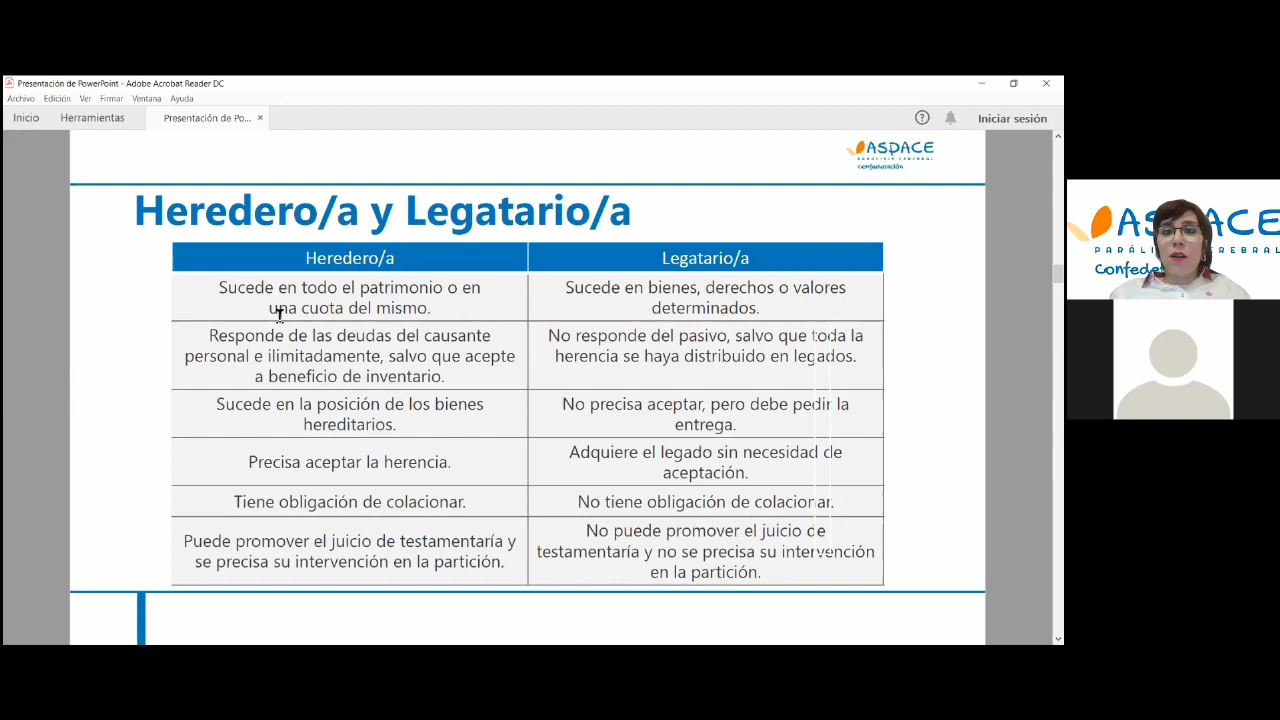 Presentación de PowerPoint - Adobe Acrobat Reader DC
Archivo Edición Ver Firmar Ventana Ayuda
Inicio Herramientas Presentación de Po... × ? Iniciar sesión
ASPACE
PARÁLISIS CEREBRAL
Confederación
Heredero/a y Legatario/a
Heredero/a Legatario/a
Sucede en todo el patrimonio o en
una cuota del mismo.
Sucede en bienes, derechos o valores
determinados.
Responde de las deudas del causante
personal e ilimitadamente, salvo que acepte
a beneficio de inventario.
No responde del pasivo, salvo que toda la
herencia se haya distribuido en legados.
Sucede en la posición de los bienes
hereditarios.
No precisa aceptar, pero debe pedir la
entrega.
Precisa aceptar la herencia.
Adquiere el legado sin necesidad de
aceptación.
Tiene obligación de colacionar.
No tiene obligación de colacionar.
Puede promover el juicio de testamentaría y
se precisa su intervención en la partición.
No puede promover el juicio de
testamentaría y no se precisa su intervención
en la partición.
ASPACE
CEREBRAL